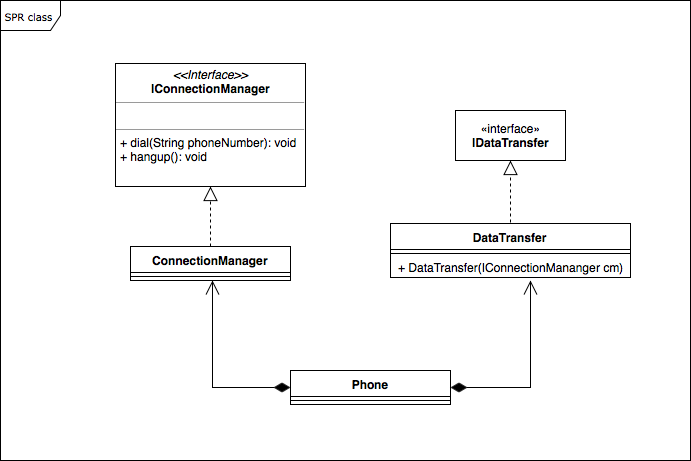 SPR class
<<Interface>>
IConnectionManager
+ dial(String phoneNumber): void
+ hangup(): void
«interface»
IDataTransfer
ConnectionManager
DataTransfer
+ DataTransfer(IConnectionMananger cm)
Phone